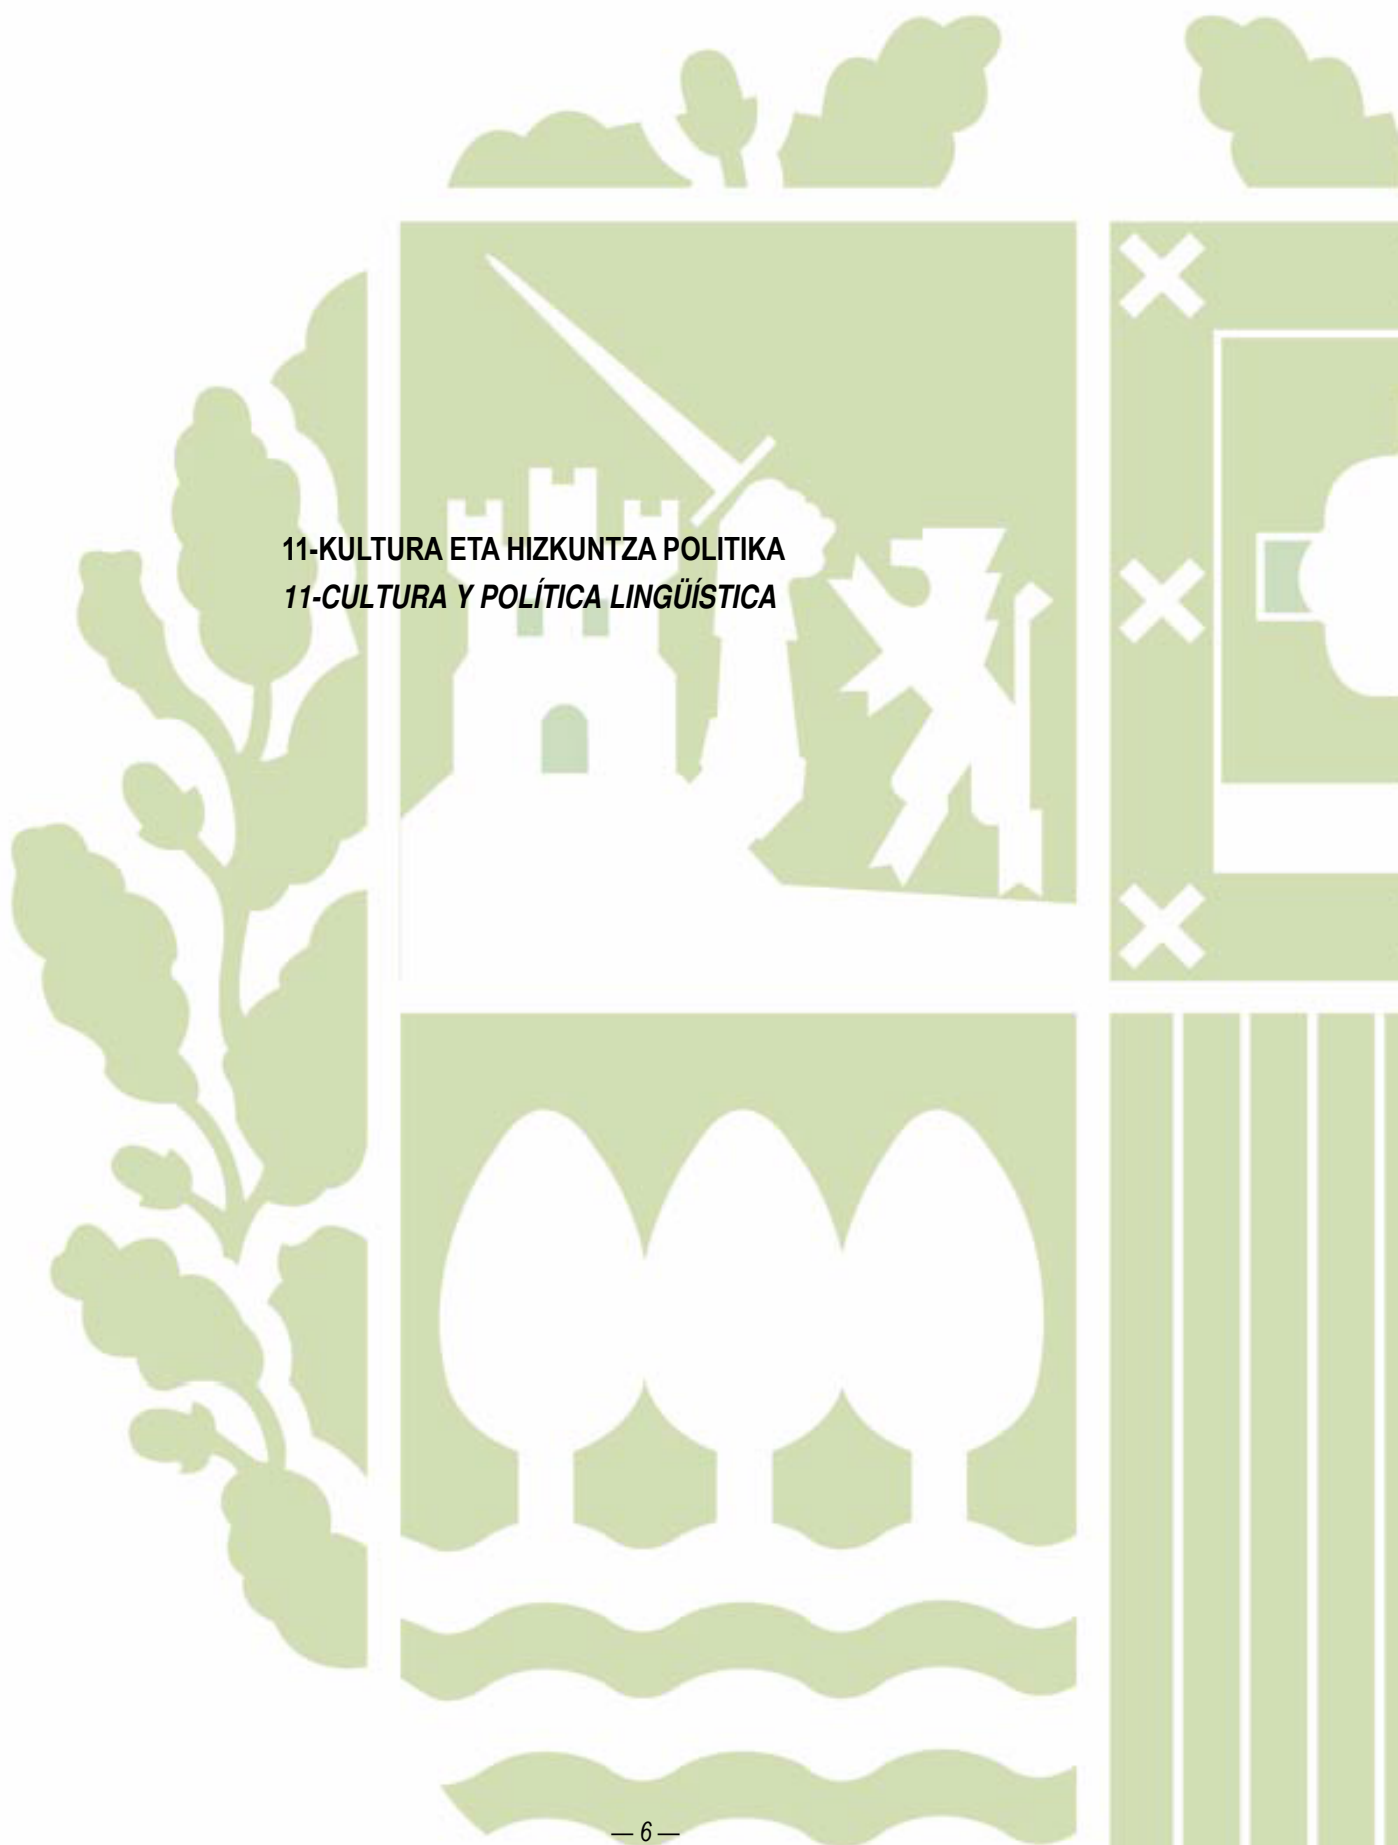 11-KULTURA ETA HIZKUNTZA POLITIKA
11-CULTURA Y POLÍTICA LINGÜÍSTICA
— 6 —